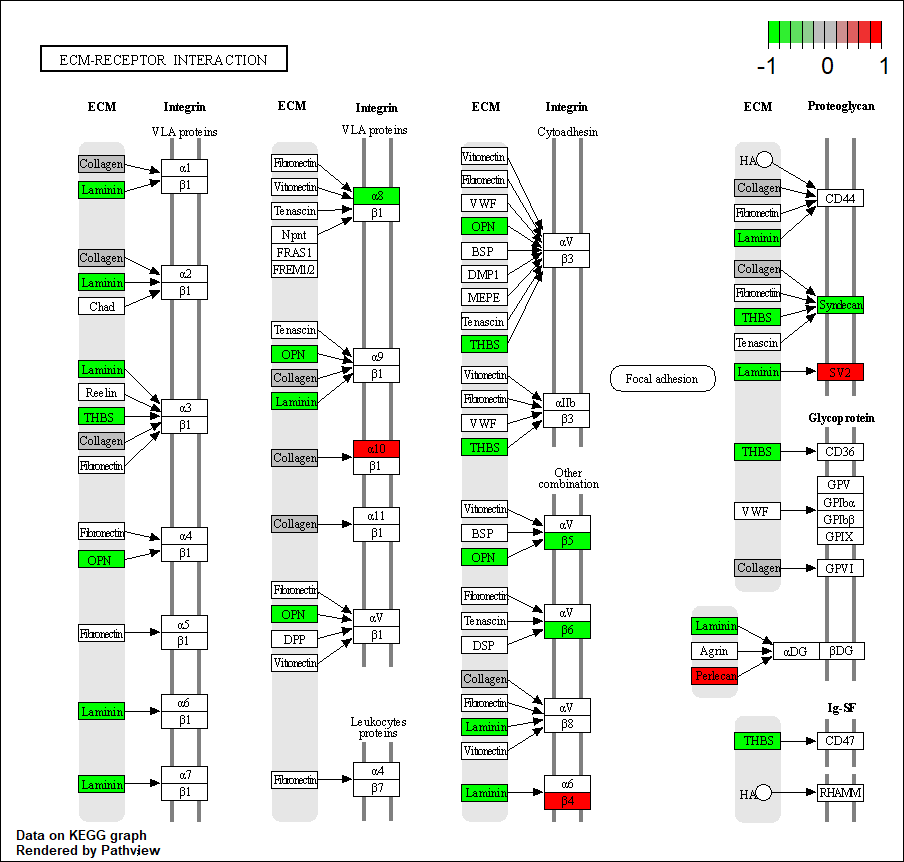 ECM-RECEPTOR INTERACTION
-1 0 1
ECM
Integrin
VLA proteins
Collagen
Laminin
α1
β1
Collagen
Laminin
Chad
α2
β1
Laminin
Reelin
THBS
Collagen
Fibronectin
α3
β1
Fibronectin
OPN
α4
β1
Fibronectin
α5
β1
Laminin
α6
β1
Laminin
α7
β1
ECM
Integrin
VLA proteins
Fibronectin
Vitronectin
Tenascin
Npnt
FRAS1
FREM1/2
α8
β1
Tenascin
OPN
Collagen
Laminin
α9
β1
Collagen
α10
β1
Collagen
α11
β1
Fibronectin
OPN
DPP
Vitronectin
αV
β1
Leukocytes
proteins
Fibronectin
α4
β7
ECM
Integrin
Cytoadhesin
Vitronectin
Fibronectin
VWF
OPN
BSP
DMP1
MEPE
Tenascin
THBS
αV
β3
Vitronectin
Fibronectin
VWF
THBS
αIIb
β3
Other
combination
Vitronectin
BSP
OPN
αV
β5
Fibronectin
Tenascin
DSP
αV
β6
Collagen
Fibronectin
Laminin
Vitronectin
αV
β8
Laminin
α6
β4
Focal adhesion
ECM
Proteoglycan
HA
Collagen
Fibronectin
Laminin
CD44
Collagen
Fibronectin
THBS
Tenascin
Syndecan
Laminin
SV2
Glycoprotein
THBS
CD36
VWF
GPV
GPIbα
GPIbβ
GPIX
Collagen
GPVI
Laminin
Agrin
Perlecan
αDG
βDG
Ig-SF
THBS
CD47
HA
RHAMM
Data on KEGG graph
Rendered by Pathview